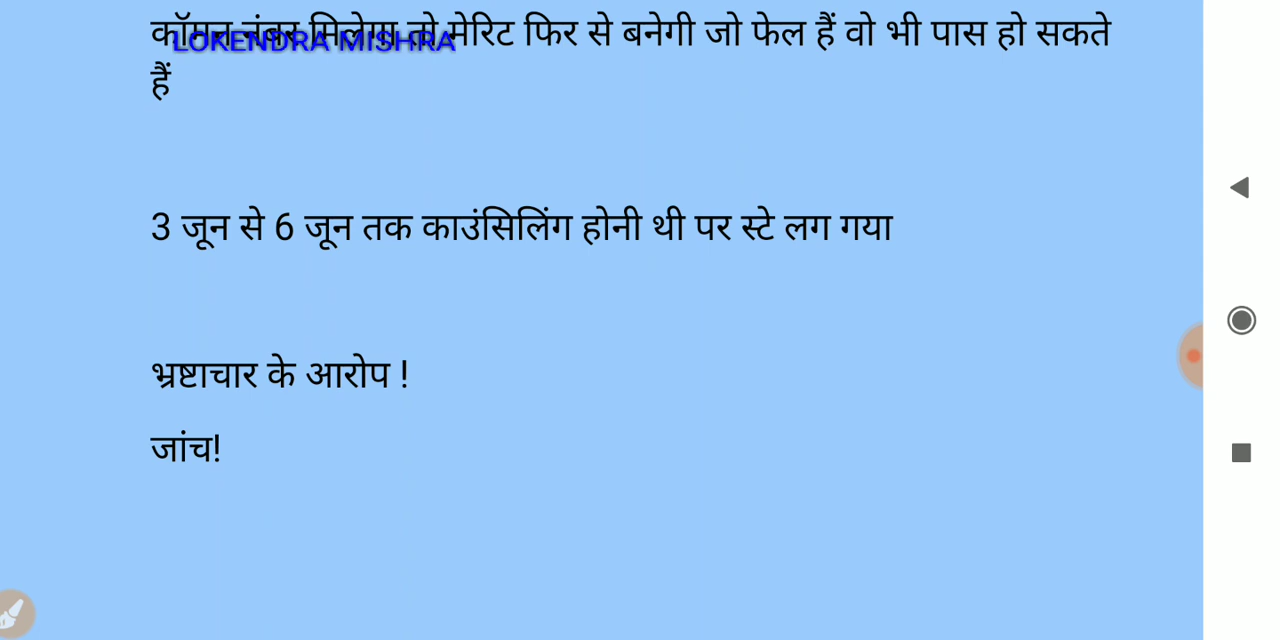 कॉमन नंबर मिलेगा तो मेरिट फिर से बनेगी जो फेल हैं वो भी पास हो सकते
LOKENDRA MISHRA
हैं
3 जून से 6 जून तक काउंसिलिंग होनी थी पर स्टे लग गया
भ्रष्टाचार के आरोप !
जांच!